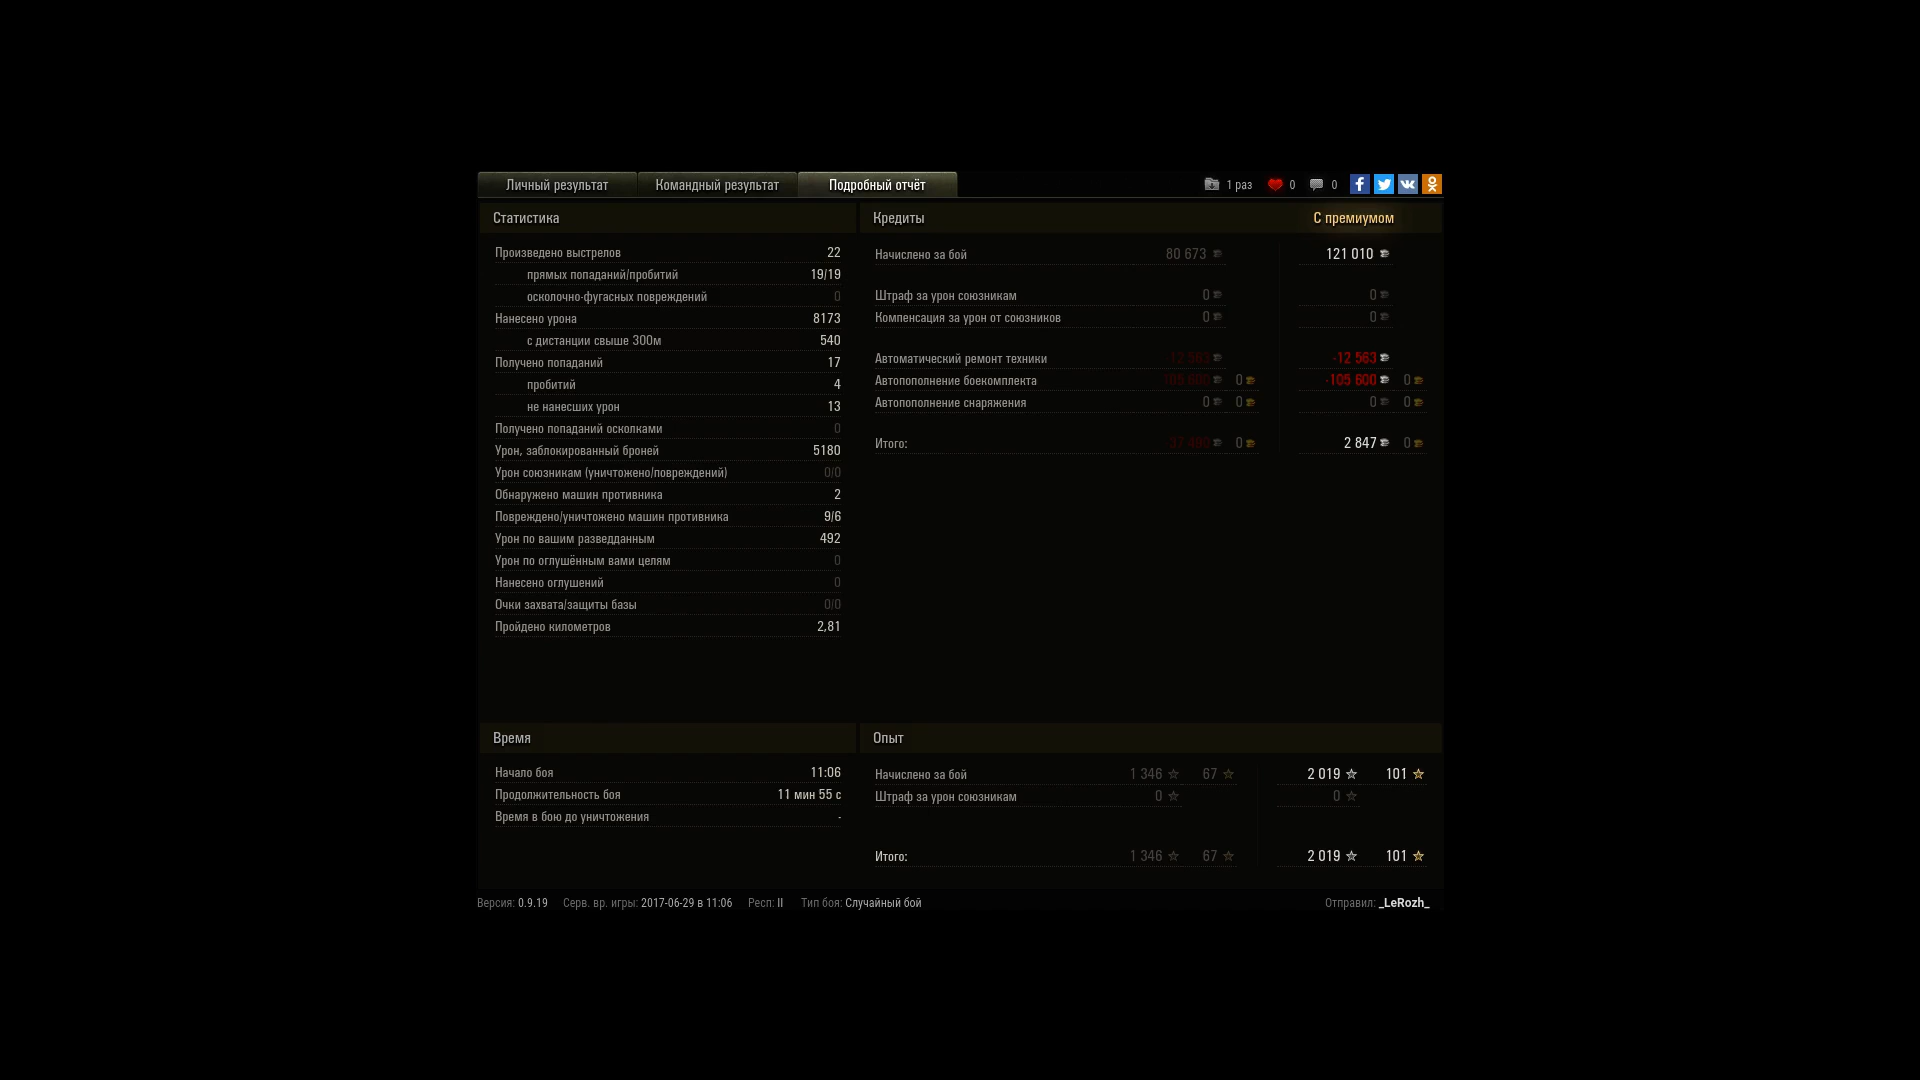 Личный результат Командный результат Подробный отчёт 1 раз 0 0
Статистика
Произведено выстрелов 22
прямых попаданий/пробитий 19/19
осколочно-фугасных повреждений 0
Нанесено урона 8173
с дистанции свыше 300м 540
Получено попаданий 17
пробитий 4
не нанесших урон 13
Получено попаданий осколками 0
Урон, заблокированный броней 5180
Урон союзникам (уничтожено/повреждений) 0/0
Обнаружено машин противника 2
Повреждено/уничтожено машин противника 9/6
Урон по вашим разведданным 492
Урон по оглушённым вами целям 0
Нанесено оглушений 0
Очки захвата/защиты базы 0/0
Пройдено километров 2,81
Кредиты С премиумом
Начислено за бой 80 673 121 010
Штраф за урон союзникам 0 0
Компенсация за урон от союзников 0 0
Автоматический ремонт техники 12 563 -12 563
Автопополнение боекомплекта 105 600 0 -105 600 0
Автопополнение снаряжения 0 0 0 0
Итого: 37 490 0 2 847 0
Время
Начало боя 11:06
Продолжительность боя 11 мин 55 с
Время в бою до уничтожения -
Опыт
Начислено за бой 1 346 67 2 019 101
Штраф за урон союзникам 0 0
Итого: 1 346 67 2 019 101
Версия: 0.9.19 Серв. вр. игры: 2017-06-29 в 11:06 Респ: II Тип боя: Случайный бой Отправил: _LeRozh_